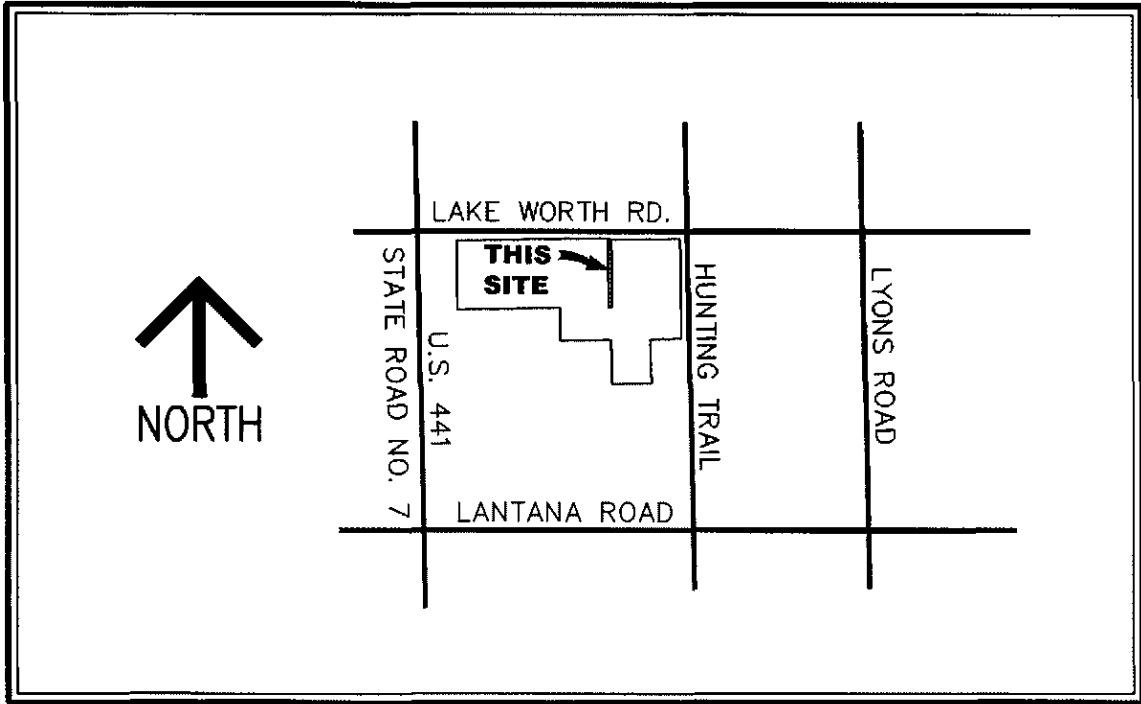 LAKE WORTH RD.
THIS
SITE
STATE ROAD NO. 7
U.S. 441
HUNTING TRAIL
LYONS ROAD
NORTH
LANTANA ROAD